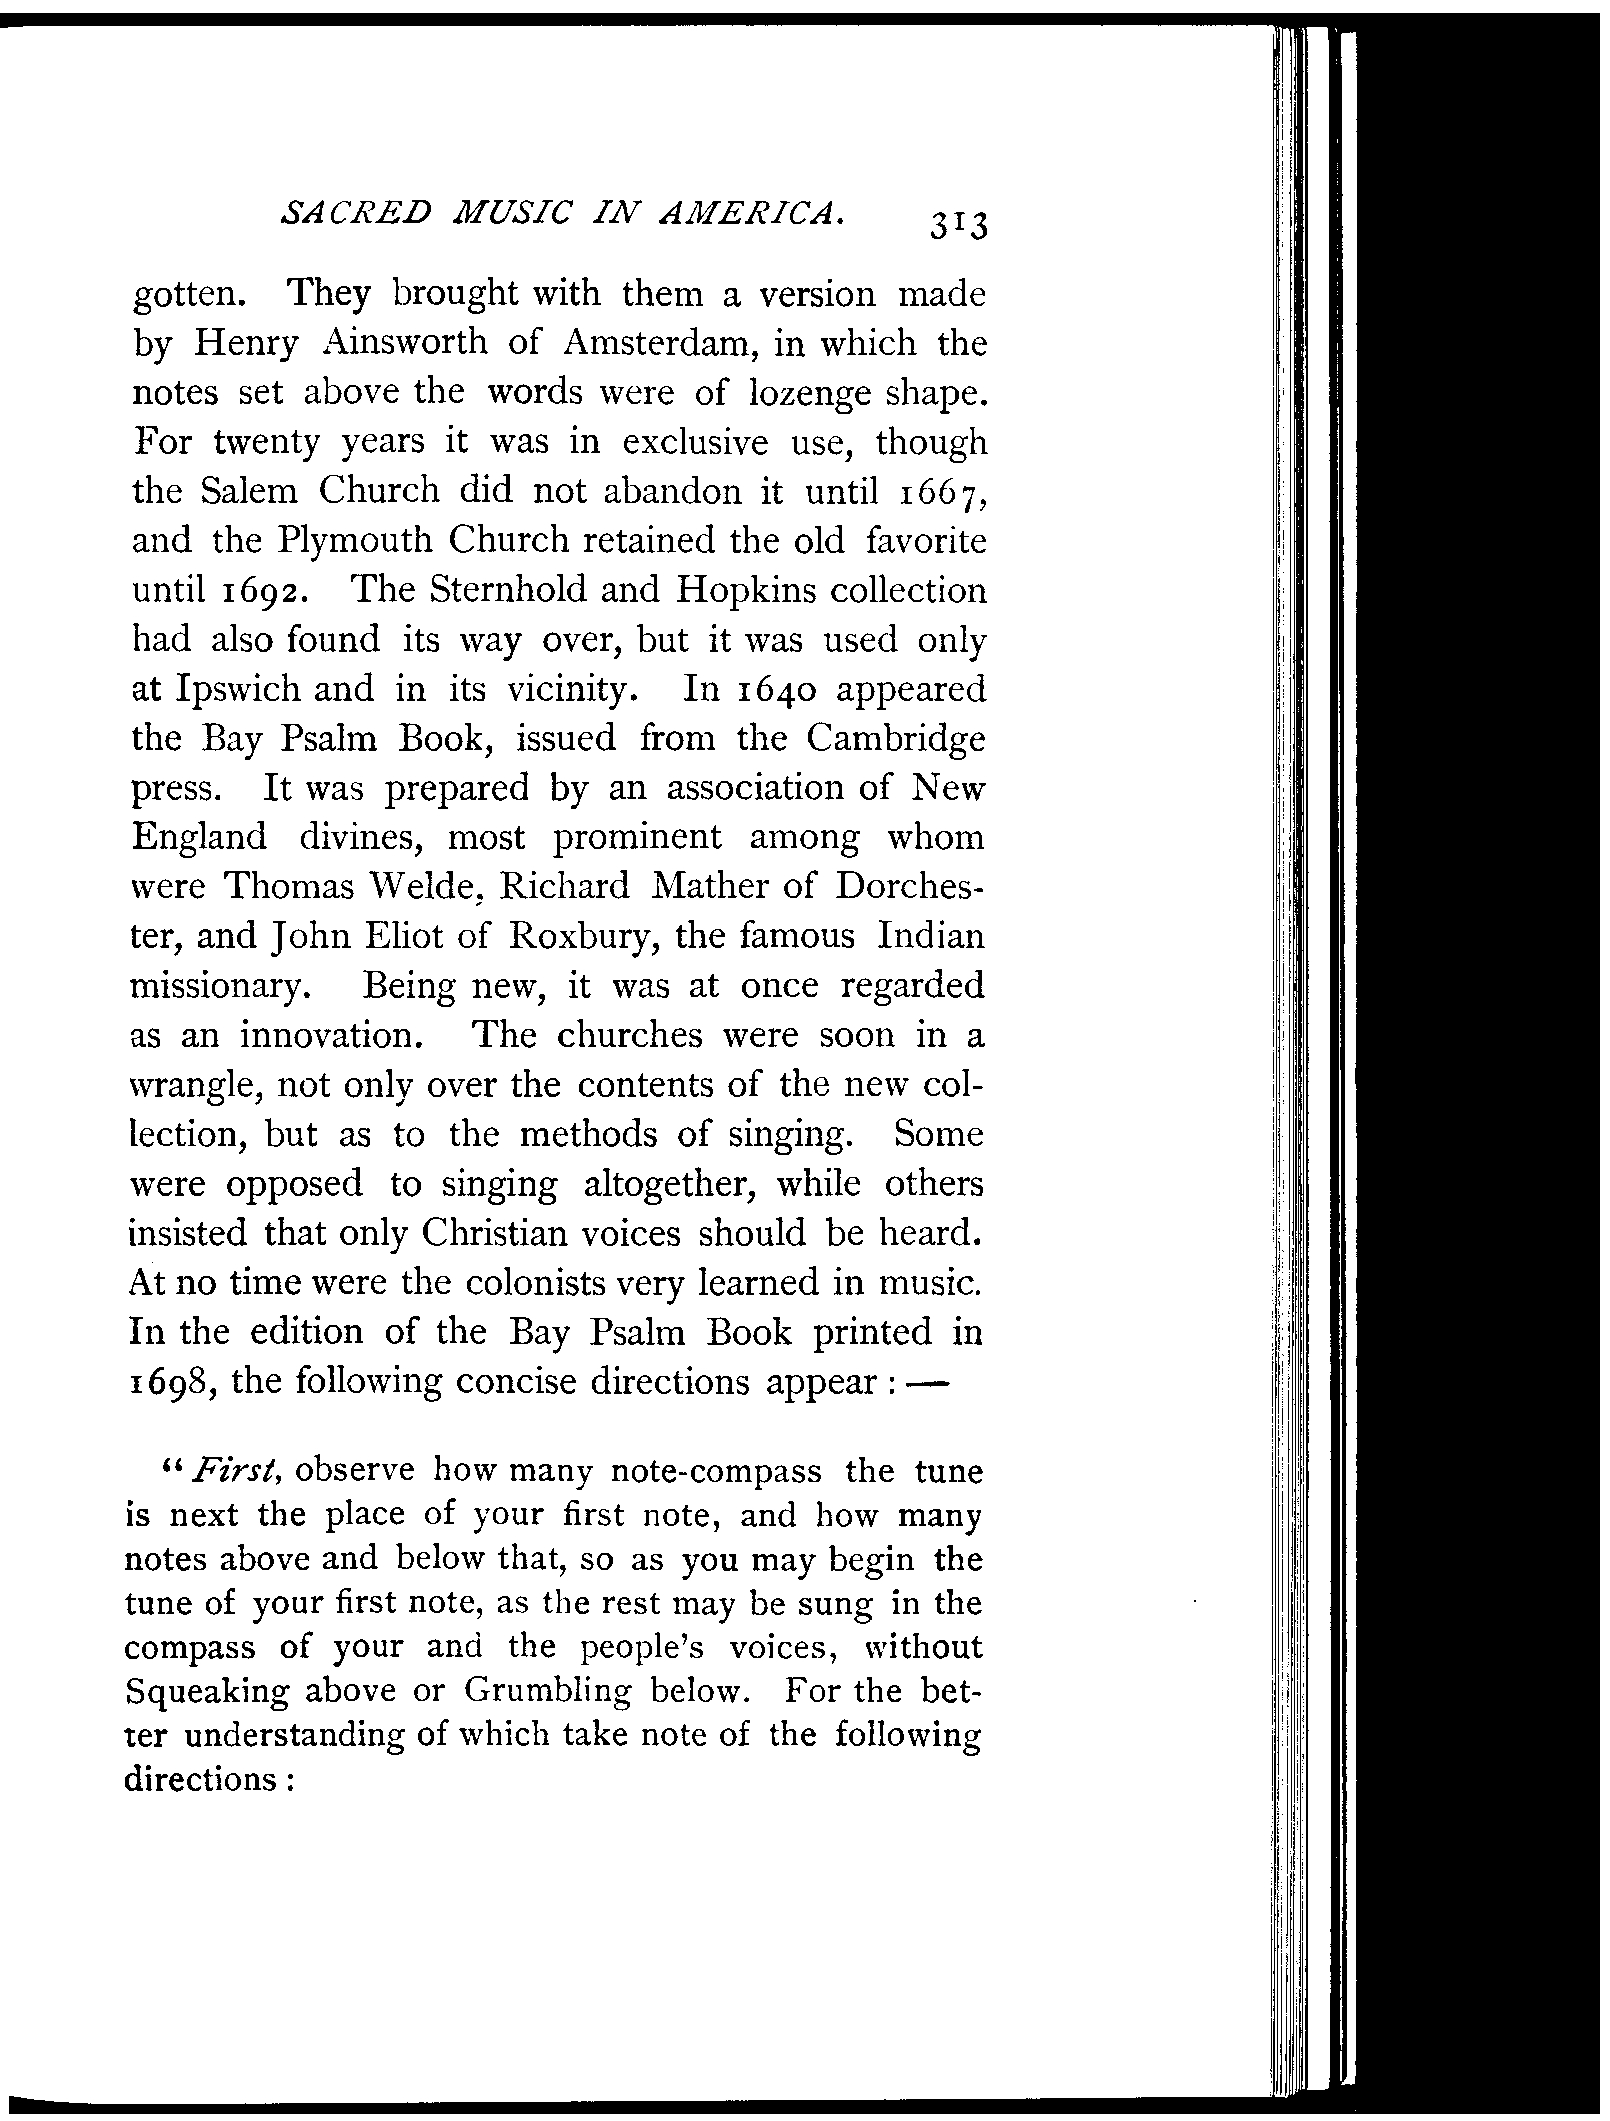 SACRED MUSIC IN AMERICA. 313
gotten. They brought with them a version made
by Henry Ainsworth of Amsterdam, in which the
notes set above the words were of lozenge shape.
For twenty years it was in exclusive use, though
the Salem Church did not abandon it until 1667,
and the Plymouth Church retained the old favorite
until 1692. The Sternhold and Hopkins collection
had also found its way over, but it was used only
at Ipswich and in its vicinity. In 1640 appeared
the Bay Psalm Book, issued from the Cambridge
press. It was prepared by an association of New
England divines, most prominent among whom
were Thomas Welde, Richard Mather of Dorches-
ter, and John Eliot of Roxbury, the famous Indian
missionary. Being new, it was at once regarded
as an innovation. The churches were soon in a
wrangle, not only over the contents of the new col-
lection, but as to the methods of singing. Some
were opposed to singing altogether, while others
insisted that only Christian voices should be heard.
At no time were the colonists very learned in music.
In the edition of the Bay Psalm Book printed in
1698, the following concise directions appear : —
“ First, observe how many note-compass the tune
is next the place of your first note, and how many
notes above and below that, so as you may begin the
tune of your first note, as the rest may be sung in the
compass of your and the people's voices, without
Squeaking above or Grumbling below. For the bet-
ter understanding of which take note of the following
directions :